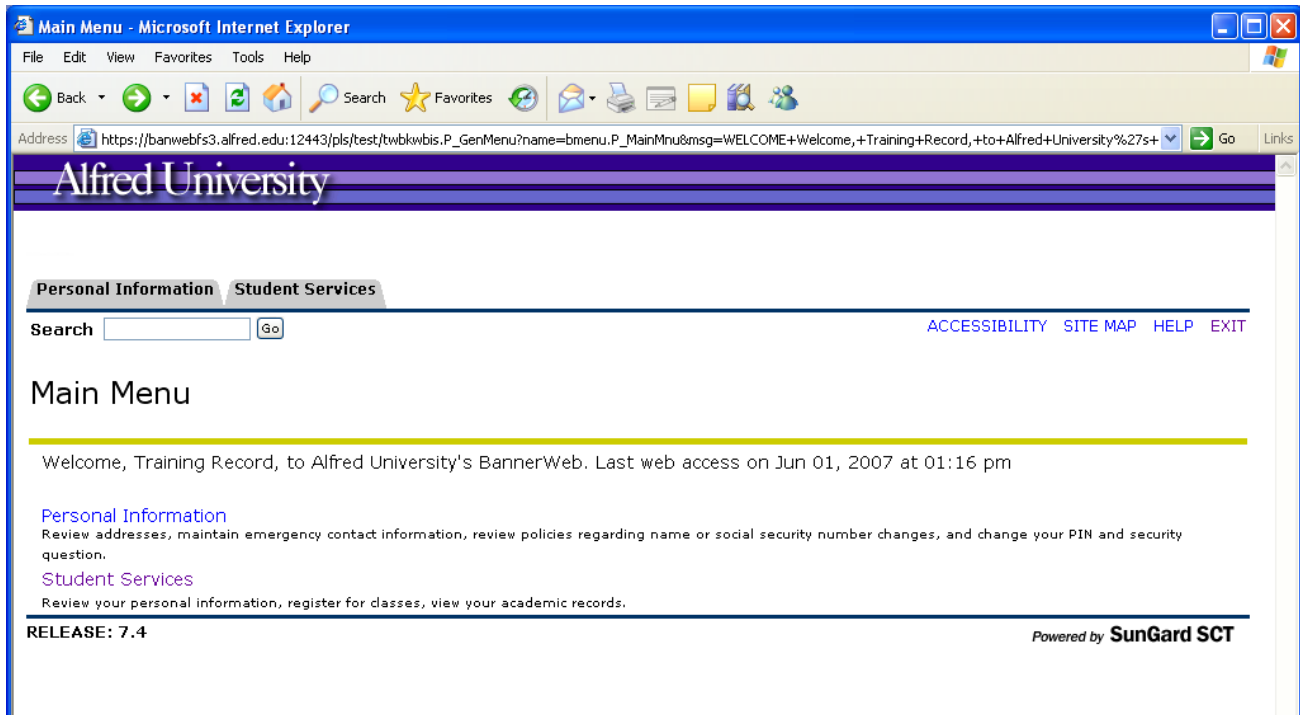 Main Menu - Microsoft Internet Explorer
File Edit View Favorites Tools Help
Back Search Favorites
Address https://banwebfs3.alfred.edu:12443/pls/test/twbkwbis.P_GenMenu?name=bmenu.P_MainMnu&msg=WELCOME+Welcome,+Training+Record,+to+Alfred+University%27s+ Go Links
Alfred University
Personal Information Student Services
Search Go ACCESSIBILITY SITE MAP HELP EXIT
Main Menu
Welcome, Training Record, to Alfred University's BannerWeb. Last web access on Jun 01, 2007 at 01:16 pm
Personal Information
Review addresses, maintain emergency contact information, review policies regarding name or social security number changes, and change your PIN and security
question.
Student Services
Review your personal information, register for classes, view your academic records.
RELEASE: 7.4 Powered by SunGard SCT